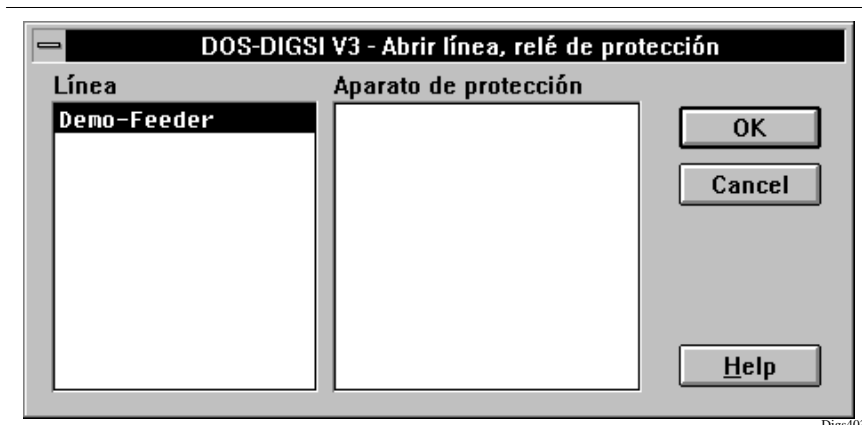 DOS-DIGSI V3 - Abrir línea, relé de protección
Línea
Aparato de protección
Demo-Feeder
OK
Cancel
Help